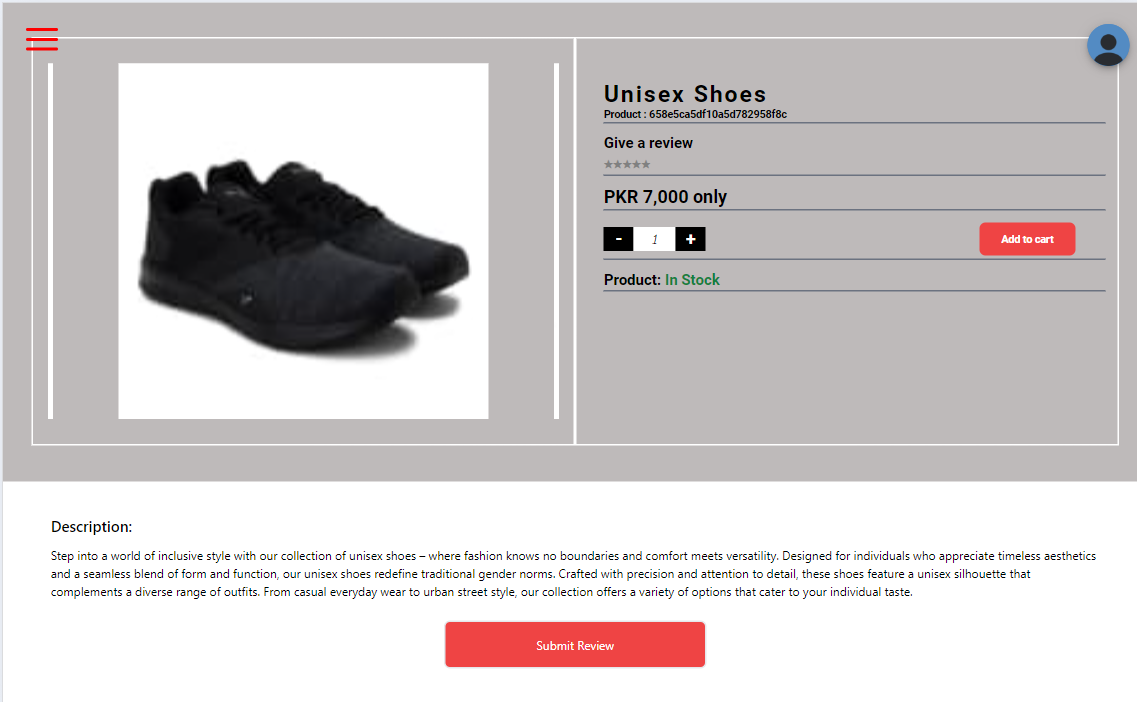 Unisex Shoes
Product : 658e5ca5df10a5d782958f8c
Give a review
★★★★★
PKR 7,000 only
- 1 +
Add to cart
Product: In Stock
Description:
Step into a world of inclusive style with our collection of unisex shoes – where fashion knows no boundaries and comfort meets versatility. Designed for individuals who appreciate timeless aesthetics
and a seamless blend of form and function, our unisex shoes redefine traditional gender norms. Crafted with precision and attention to detail, these shoes feature a unisex silhouette that
complements a diverse range of outfits. From casual everyday wear to urban street style, our collection offers a variety of options that cater to your individual taste.
Submit Review